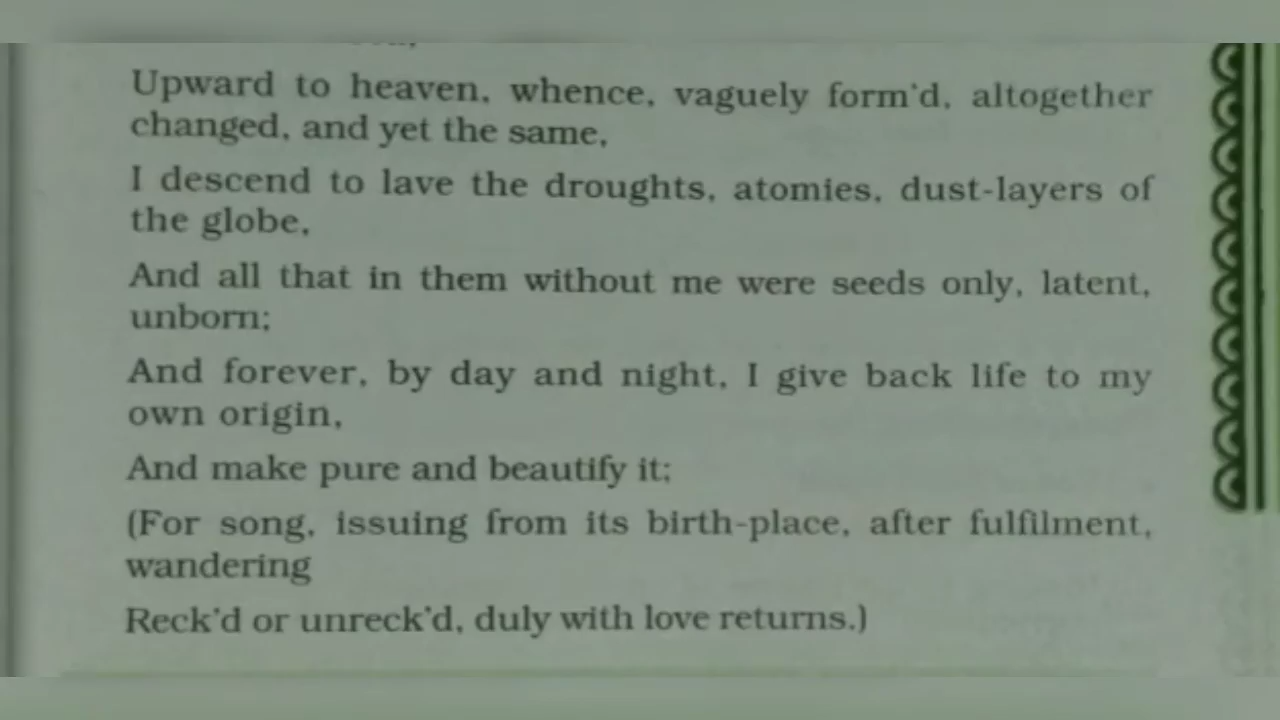 Upward to heaven, whence, vaguely form'd, altogether
changed, and yet the same,
I descend to lave the droughts, atomies, dust-layers of
the globe,
And all that in them without me were seeds only, latent,
unborn;
And forever, by day and night, I give back life to my
own origin,
And make pure and beautify it;
(For song, issuing from its birth-place, after fulfilment,
wandering
Reck'd or unreck'd, duly with love returns.)